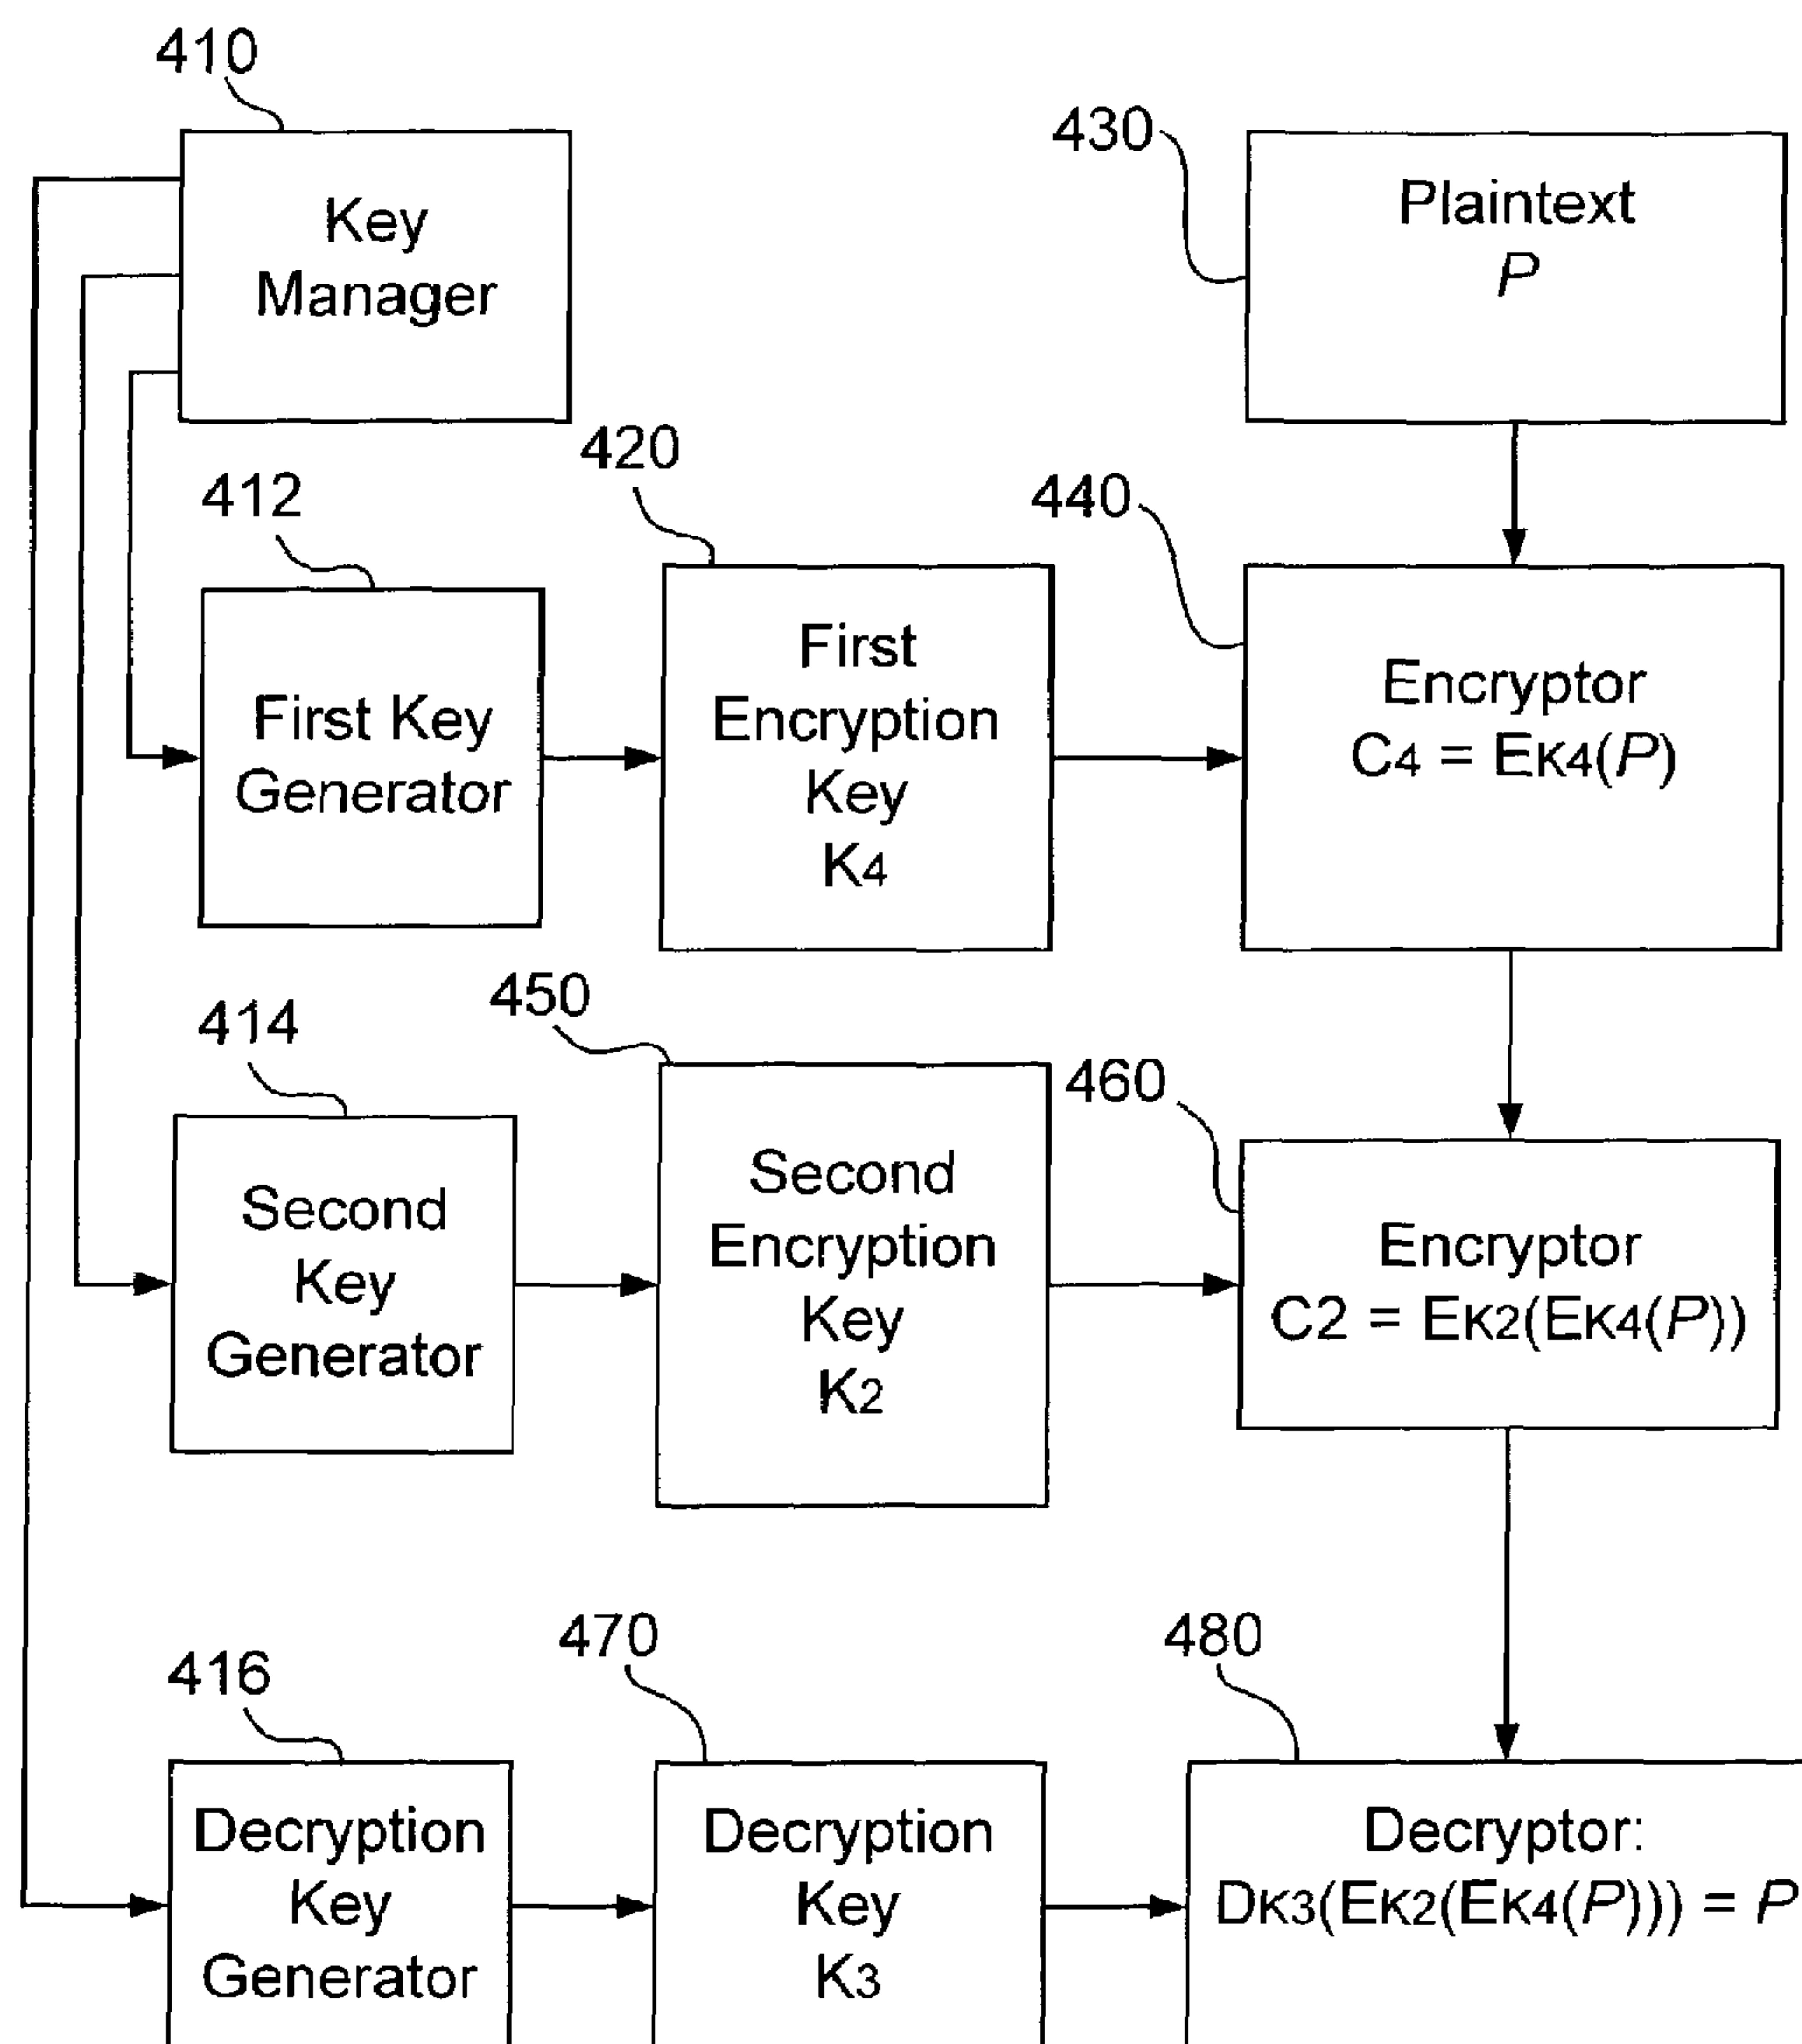 410
Key
Manager
430
Plaintext
P
412
First Key
Generator
420
First
Encryption
Key
K4
440
Encryptor
C4 = EK4(P)
414
Second
Key
Generator
450
Second
Encryption
Key
K2
460
Encryptor
C2 = EK2(EK4(P))
416
Decryption
Key
Generator
470
Decryption
Key
K3
480
Decryptor:
DK3(EK2(EK4(P))) = P